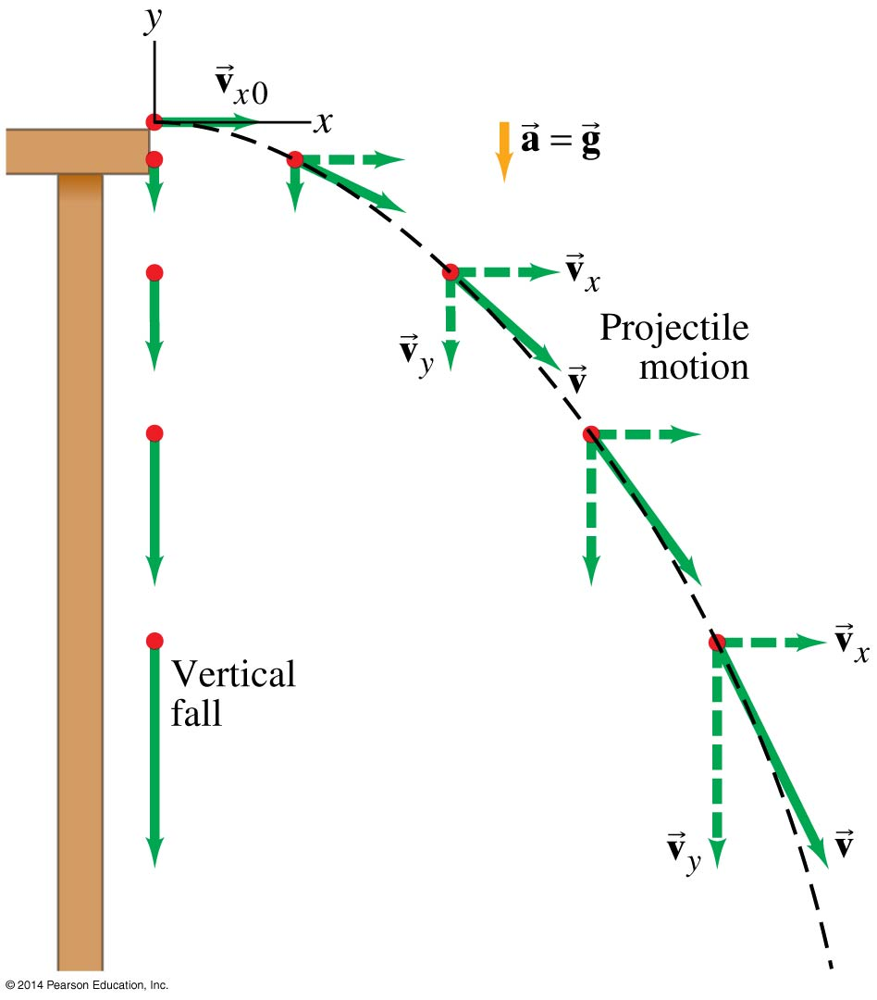 y
v⃗x0
x
a⃗ = g⃗
v⃗x
Projectile
motion
v⃗y
v⃗
v⃗x
Vertical
fall
v⃗y
v⃗
© 2014 Pearson Education, Inc.